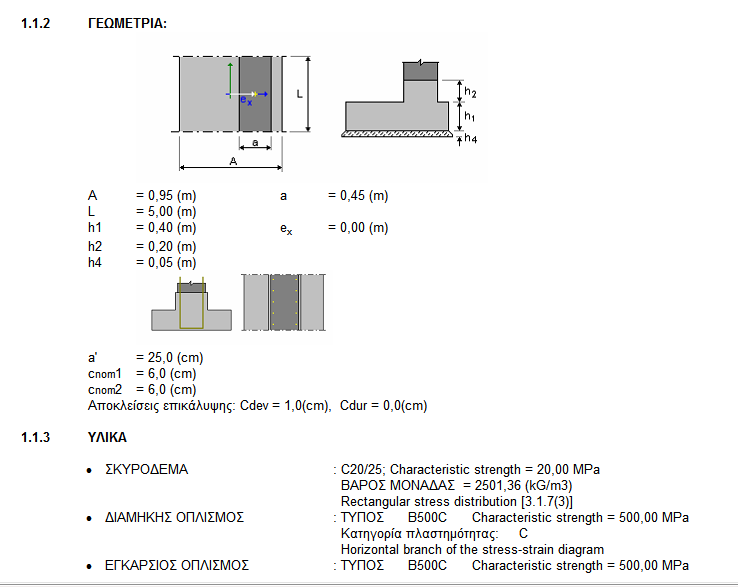 1.1.2 ΓΕΩΜΕΤΡΙΑ:
ex
L
a
A
h2
h1
h4
A = 0,95 (m) a = 0,45 (m)
L = 5,00 (m)
h1 = 0,40 (m) ex = 0,00 (m)
h2 = 0,20 (m)
h4 = 0,05 (m)
a' = 25,0 (cm)
cnom1 = 6,0 (cm)
cnom2 = 6,0 (cm)
Αποκλείσεις επικάλυψης: Cdev = 1,0(cm), Cdur = 0,0(cm)
1.1.3 ΥΛΙΚΑ
• ΣΚΥΡΟΔΕΜΑ : C20/25; Characteristic strength = 20,00 MPa
ΒΑΡΟΣ ΜΟΝΑΔΑΣ = 2501,36 (kG/m3)
Rectangular stress distribution [3.1.7(3)]
• ΔΙΑΜΗΚΗΣ ΟΠΛΙΣΜΟΣ : ΤΥΠΟΣ B500C Characteristic strength = 500,00 MPa
Κατηγορία πλαστημότητας: C
Horizontal branch of the stress-strain diagram
• ΕΓΚΑΡΣΙΟΣ ΟΠΛΙΣΜΟΣ : ΤΥΠΟΣ B500C Characteristic strength = 500,00 MPa